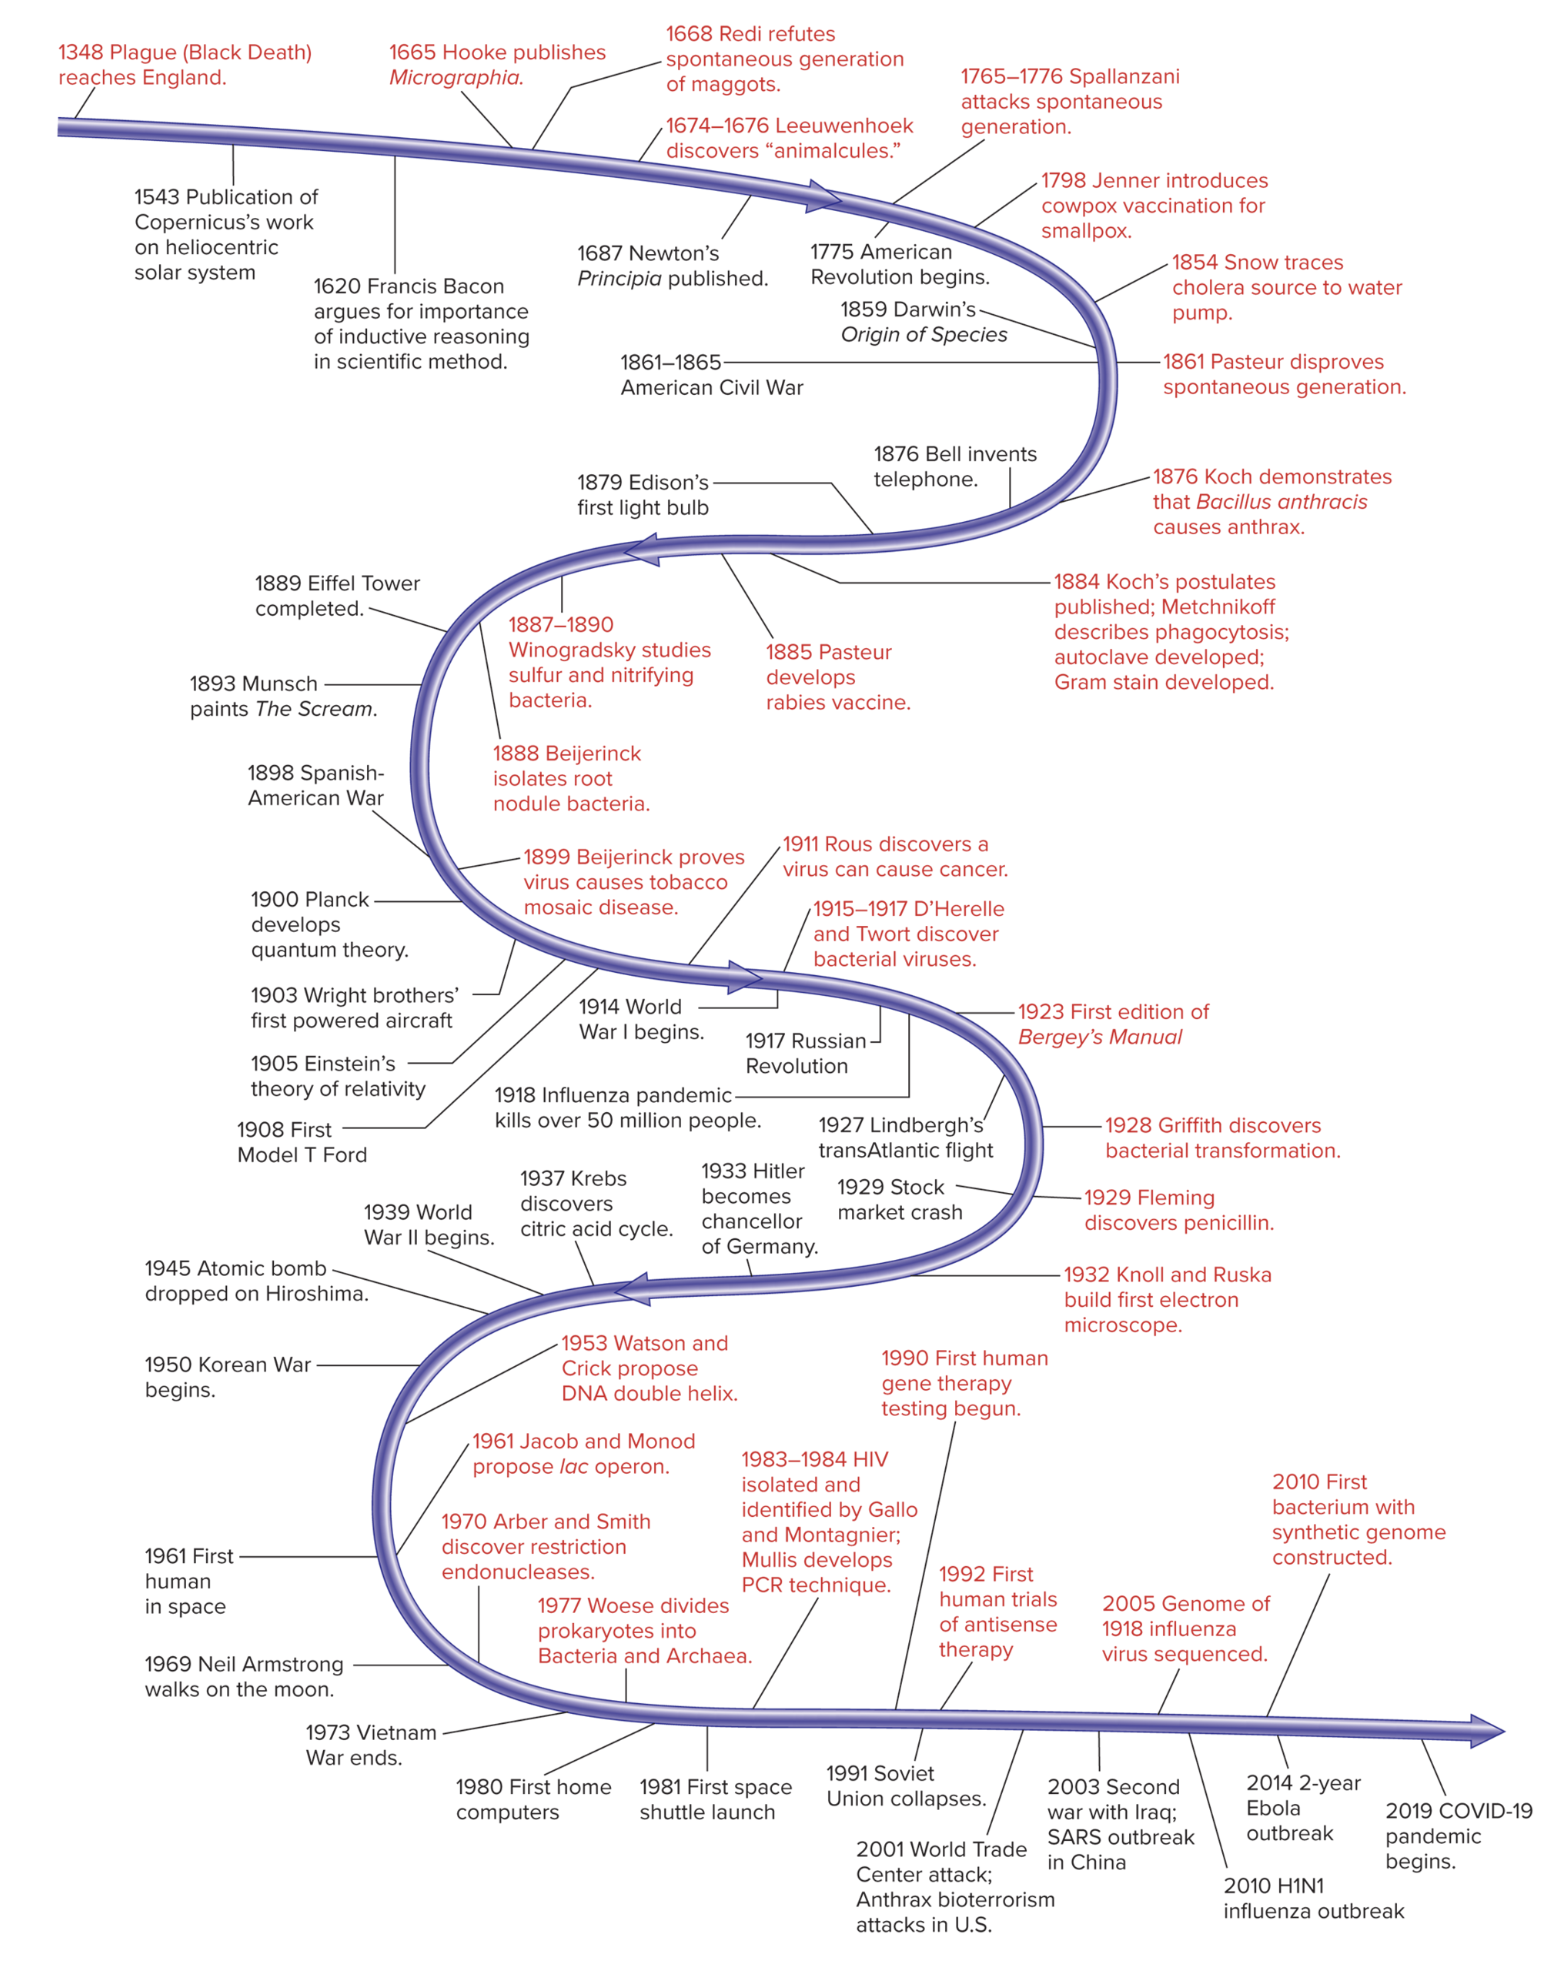 1348 Plague (Black Death)
reaches England.
1665 Hooke publishes
Micrographia.
1668 Redi refutes
spontaneous generation
of maggots.
1674–1676 Leeuwenhoek
discovers “animalcules.”
1765–1776 Spallanzani
attacks spontaneous
generation.
1543 Publication of
Copernicus’s work
on heliocentric
solar system
1620 Francis Bacon
argues for importance
of inductive reasoning
in scientific method.
1687 Newton’s
Principia published.
1775 American
Revolution begins.
1798 Jenner introduces
cowpox vaccination for
smallpox.
1854 Snow traces
cholera source to water
pump.
1859 Darwin’s
Origin of Species
1861–1865
American Civil War
1861 Pasteur disproves
spontaneous generation.
1876 Bell invents
telephone.
1876 Koch demonstrates
that Bacillus anthracis
causes anthrax.
1879 Edison’s
first light bulb
1884 Koch’s postulates
published; Metchnikoff
describes phagocytosis;
autoclave developed;
Gram stain developed.
1885 Pasteur
develops
rabies vaccine.
1887–1890
Winogradsky studies
sulfur and nitrifying
bacteria.
1889 Eiffel Tower
completed.
1888 Beijerinck
isolates root
nodule bacteria.
1893 Munsch
paints The Scream.
1898 Spanish-
American War
1899 Beijerinck proves
virus causes tobacco
mosaic disease.
1900 Planck
develops
quantum theory.
1903 Wright brothers’
first powered aircraft
1905 Einstein’s
theory of relativity
1908 First
Model T Ford
1911 Rous discovers a
virus can cause cancer.
1915–1917 D’Herelle
and Twort discover
bacterial viruses.
1914 World
War I begins.
1917 Russian
Revolution
1918 Influenza pandemic
kills over 50 million people.
1923 First edition of
Bergey’s Manual
1927 Lindbergh’s
transAtlantic flight
1928 Griffith discovers
bacterial transformation.
1929 Stock
market crash
1929 Fleming
discovers penicillin.
1932 Knoll and Ruska
build first electron
microscope.
1933 Hitler
becomes
chancellor
of Germany.
1937 Krebs
discovers
citric acid cycle.
1939 World
War II begins.
1945 Atomic bomb
dropped on Hiroshima.
1950 Korean War
begins.
1953 Watson and
Crick propose
DNA double helix.
1961 Jacob and Monod
propose lac operon.
1961 First
human
in space
1970 Arber and Smith
discover restriction
endonucleases.
1969 Neil Armstrong
walks on the moon.
1977 Woese divides
prokaryotes into
Bacteria and Archaea.
1973 Vietnam
War ends.
1980 First home
computers
1981 First space
shuttle launch
1983–1984 HIV
isolated and
identified by Gallo
and Montagnier;
Mullis develops
PCR technique.
1990 First human
gene therapy
testing begun.
1991 Soviet
Union collapses.
1992 First
human trials
of antisense
therapy
2001 World Trade
Center attack;
Anthrax bioterrorism
attacks in U.S.
2003 Second
war with Iraq;
SARS outbreak
in China
2005 Genome of
1918 influenza
virus sequenced.
2010 First
bacterium with
synthetic genome
constructed.
2010 H1N1
influenza outbreak
2014 2-year
Ebola
outbreak
2019 COVID-19
pandemic
begins.